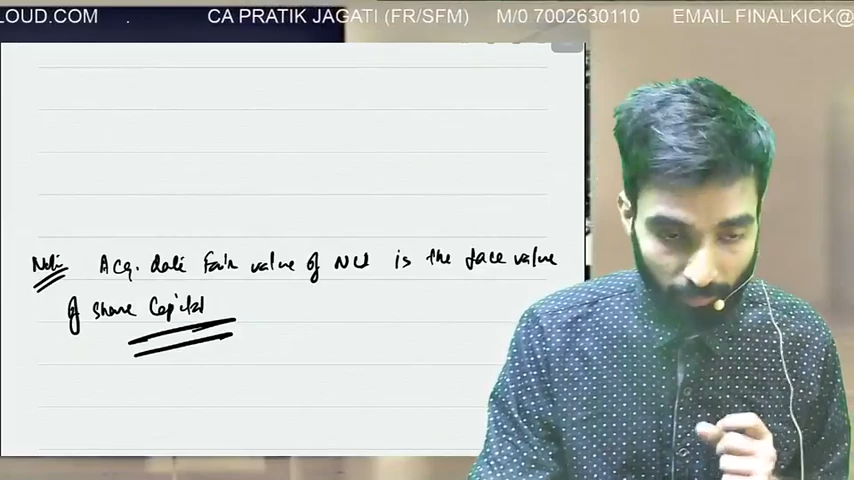 LOUD.COM . CA PRATIK JAGATI (FR/SFM) M/0 7002630110 EMAIL FINALKICK@
Note Acq. date Fair value of NCI is the face value
of share Capital